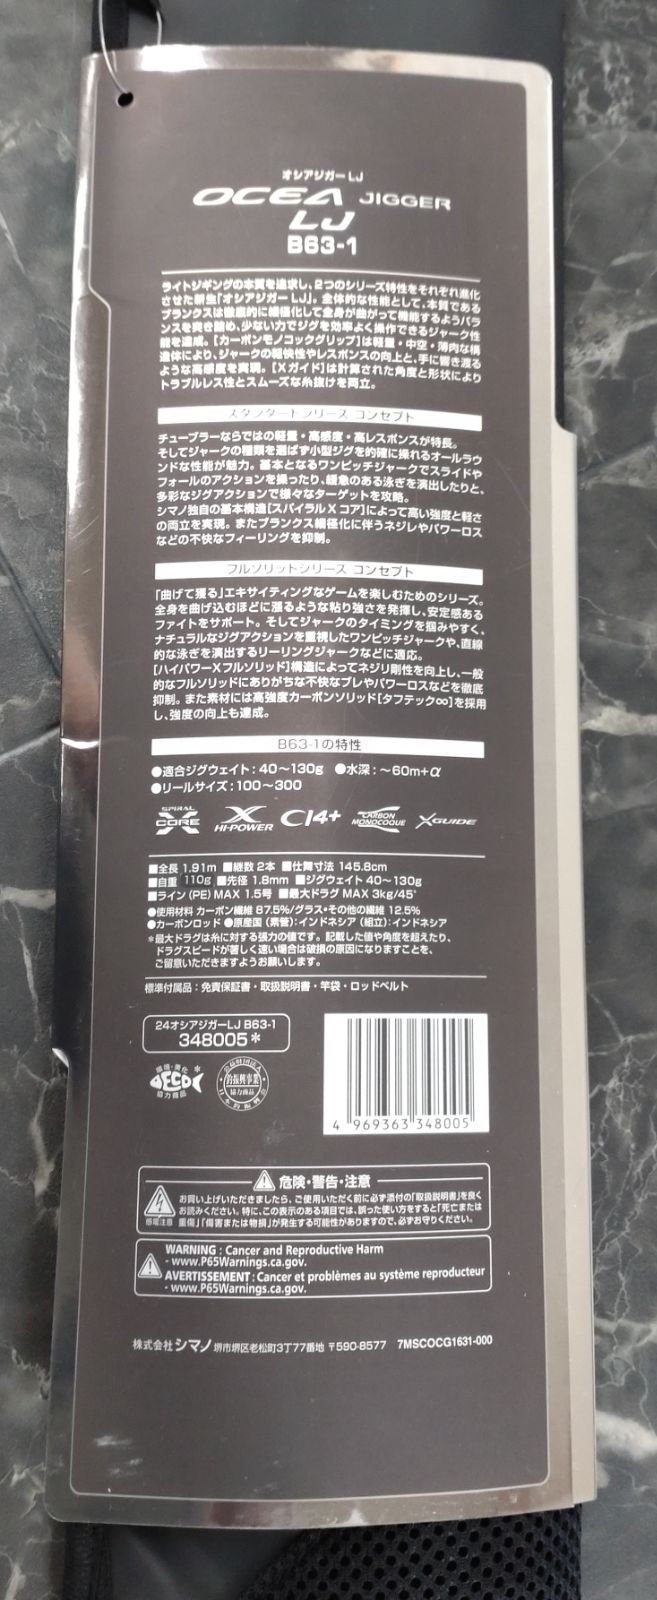 オシアジガー LJ
OCEA JIGGER
LJ
B63-1
ライトジギングの本質を追求し、2つのシリーズ特性をそれぞれ進化
させた新生「オシアジガー LJ」。全体的な性能として、本質である
ブランクスは徹底的に細径化して全身が曲がって機能するようバラ
ンスを突き詰め、少ない力でジグを効率よく操作できるジャーク性
能を達成。[カーボンモノコックグリップ]は軽量・中空・薄肉な構
造体により、ジャークの軽快性やレスポンスの向上と、手に響き渡る
ような高感度を実現。[Xガイド]は計算された角度と形状により
トラブルレス性とスムーズな糸抜けを両立。
スタンダードシリーズ コンセプト
チューブラーならではの軽量・高感度・高レスポンスが特長。
そしてジャークの種類を選ばず小型ジグを的確に操れるオールラウ
ンドな性能が魅力。基本となるワンピッチジャークでスライドや
フォールのアクションを操ったり、緩急のある泳ぎを演出したりと、
多彩なジグアクションで様々なターゲットを攻略。
シマノ独自の基本構造[スパイラルXコア]によって高い強度と軽さ
の両立を実現。またブランクス細径化に伴うネジレやパワーロス
などの不快なフィーリングを抑制。
フルソリッドシリーズ コンセプト
「曲げて獲る」エキサイティングなゲームを楽しむためのシリーズ。
全身を曲げ込むほどに漲るような粘り強さを発揮し、安定感ある
ファイトをサポート。そしてジャークのタイミングを掴みやすく、
ナチュラルなジグアクションを重視したワンピッチジャークや、直線
的な泳ぎを演出するリーリングジャークなどに適応。
[ハイパワーXフルソリッド]構造によってネジリ剛性を向上し、一般
的なフルソリッドにありがちな不快なブレやパワーロスなどを徹底
抑制。また素材には高強度カーボンソリッド[タフテック∞]を採用
し、強度の向上も達成。
B63-1の特性
●適合ジグウェイト:40〜130g ●水深:〜60m+α
●リールサイズ:100〜300
SPIRAL X CORE X HI-POWER CI4+ CARBON MONOCOQUE XGUIDE
■全長 1.91m ■継数 2本 ■仕舞寸法 145.8cm
■自重 110g ■先径 1.8mm ■ジグウェイト 40〜130g
■ライン(PE) MAX 1.5号 ■最大ドラグ MAX 3kg/45°
●使用材料 カーボン繊維 87.5%/グラス・その他の繊維 12.5%
●カーボンロッド ●原産国(素管):インドネシア(組立):インドネシア
*最大ドラグは糸に対する張力の値です。記載した値や角度を超えたり、
ドラグスピードが著しく速い場合は破損の原因になりますことを、
ご留意いただきますようお願いします。
標準付属品:免責保証書・取扱説明書・竿袋・ロッドベルト
24オシアジガーLJ B63-1
348005*
環境・美化 *
ECO
協力商品
公益財団法人
釣振興事業
協力商品
日本釣振興会
4 969363 348005
危険・警告・注意
感電注意
お買い上げいただきましたら、ご使用いただく前に必ず添付の「取扱説明書」を良く
お読みください。特に、この表示のある項目では、誤った使い方をすると「死亡または
重傷」「傷害または物損」が発生する可能性がありますので、必ずお守りください。
WARNING : Cancer and Reproductive Harm
- www.P65Warnings.ca.gov.
AVERTISSEMENT : Cancer et problèmes au système reproducteur
- www.P65Warnings.ca.gov.
株式会社 シマノ 堺市堺区老松町3丁77番地 〒590-8577 7MSCOCG1631-000